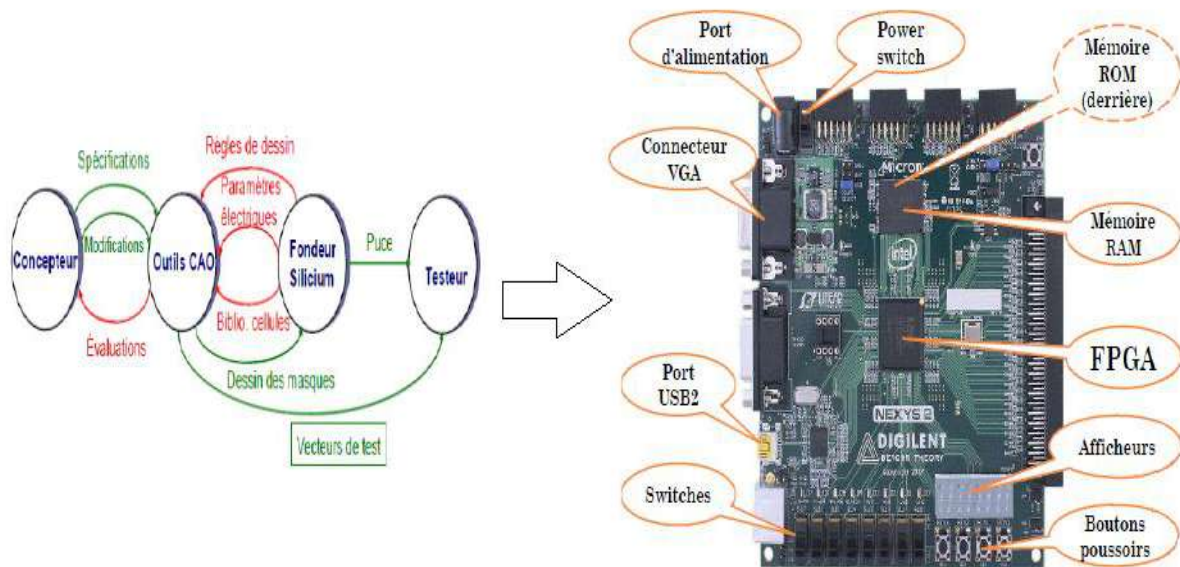 Spécifications
Modifications
Évaluations
Concepteur
Outils CAO
Règles de dessin
Paramètres
électriques
Biblio. cellules
Dessin des masques
Fondeur
Silicium
Puce
Testeur
Vecteurs de test
Port
d'alimentation
Power
switch
Mémoire
ROM
(derrière)
Connecteur
VGA
Mémoire
RAM
FPGA
Port
USB2
Afficheurs
Switches
Boutons
poussoirs
Micron
intel
NEXYS 2
DIGILENT
BEYOND THEORY